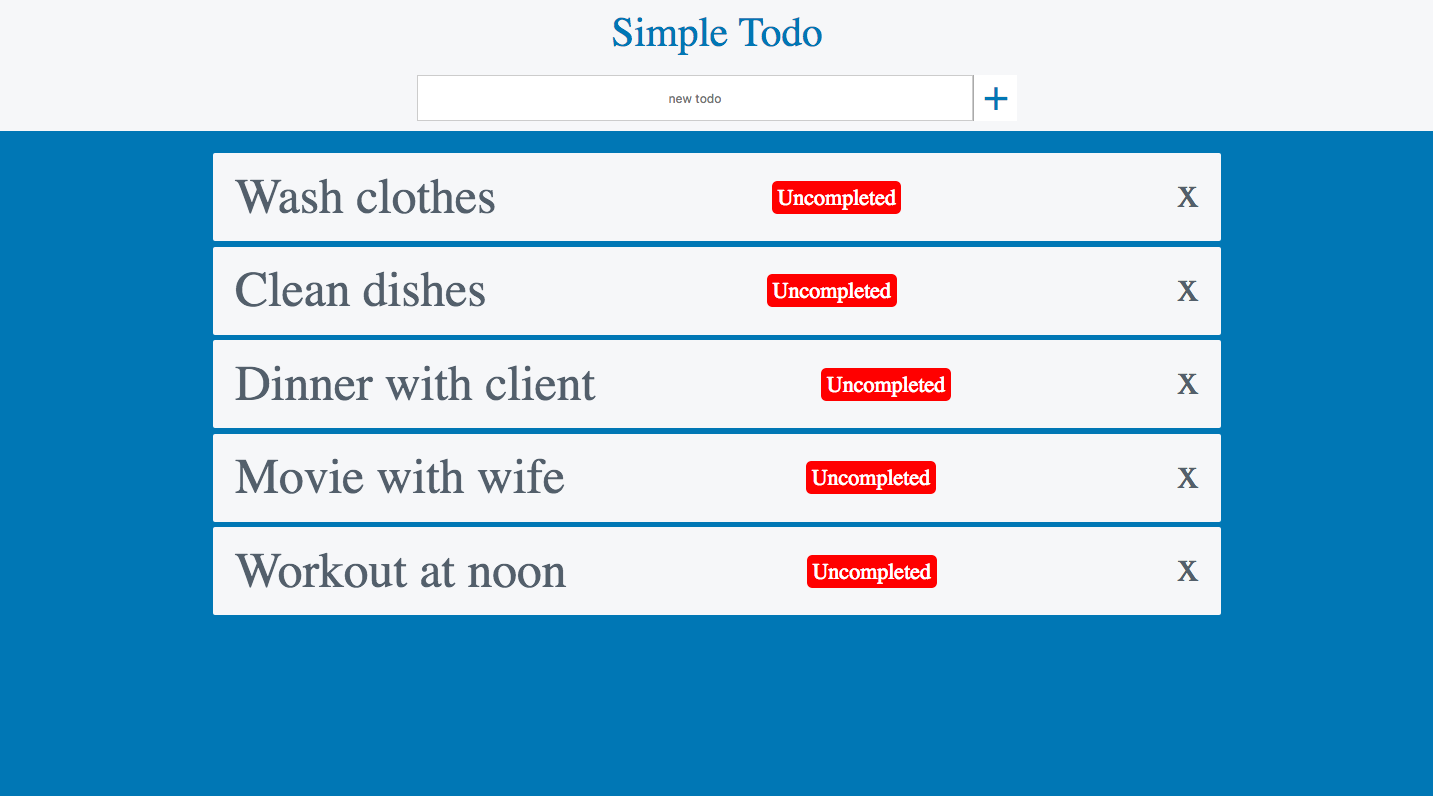 Simple Todo
new todo +
Wash clothes Uncompleted X
Clean dishes Uncompleted X
Dinner with client Uncompleted X
Movie with wife Uncompleted X
Workout at noon Uncompleted X